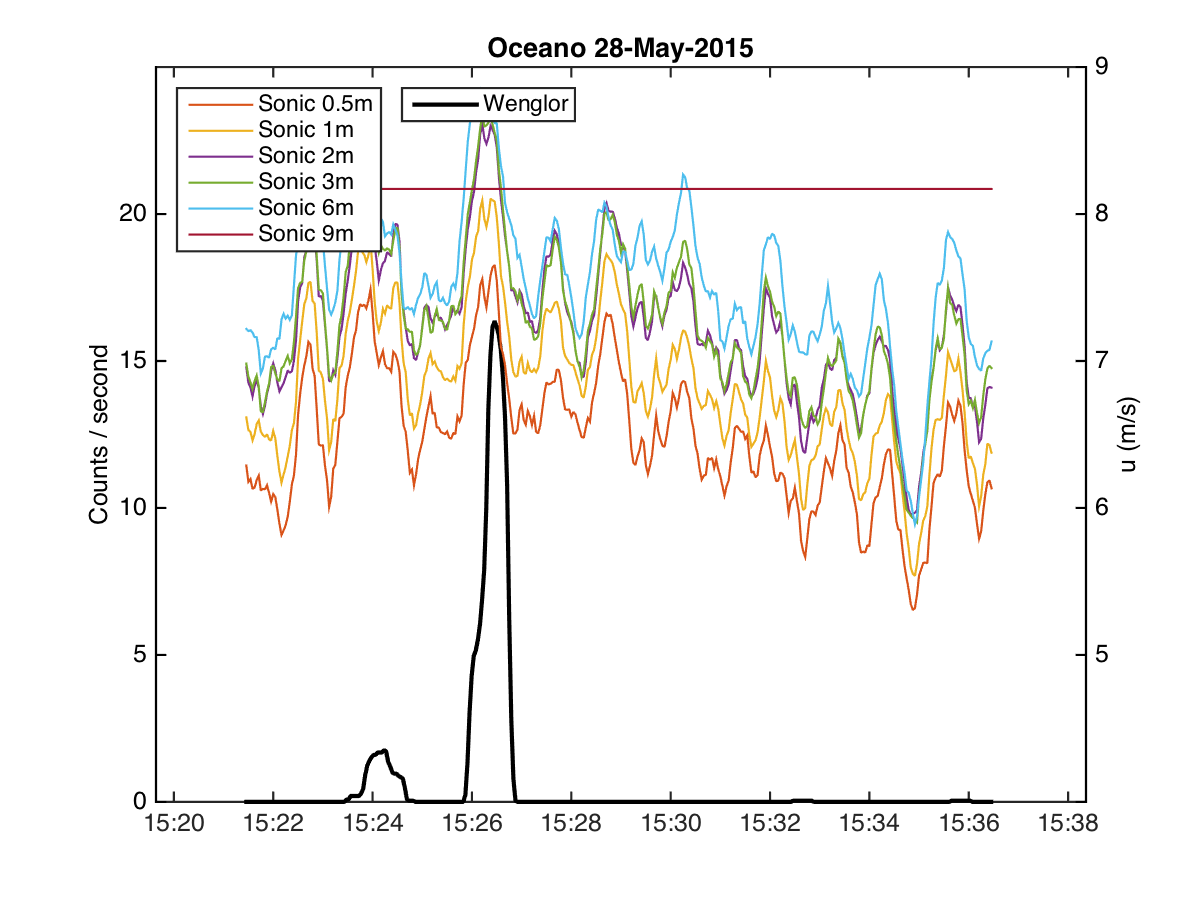 Oceano 28-May-2015
Sonic 0.5m
Sonic 1m
Sonic 2m
Sonic 3m
Sonic 6m
Sonic 9m
Wenglor
Counts / second
0
5
10
15
20
u (m/s)
5
6
7
8
9
15:20
15:22
15:24
15:26
15:28
15:30
15:32
15:34
15:36
15:38